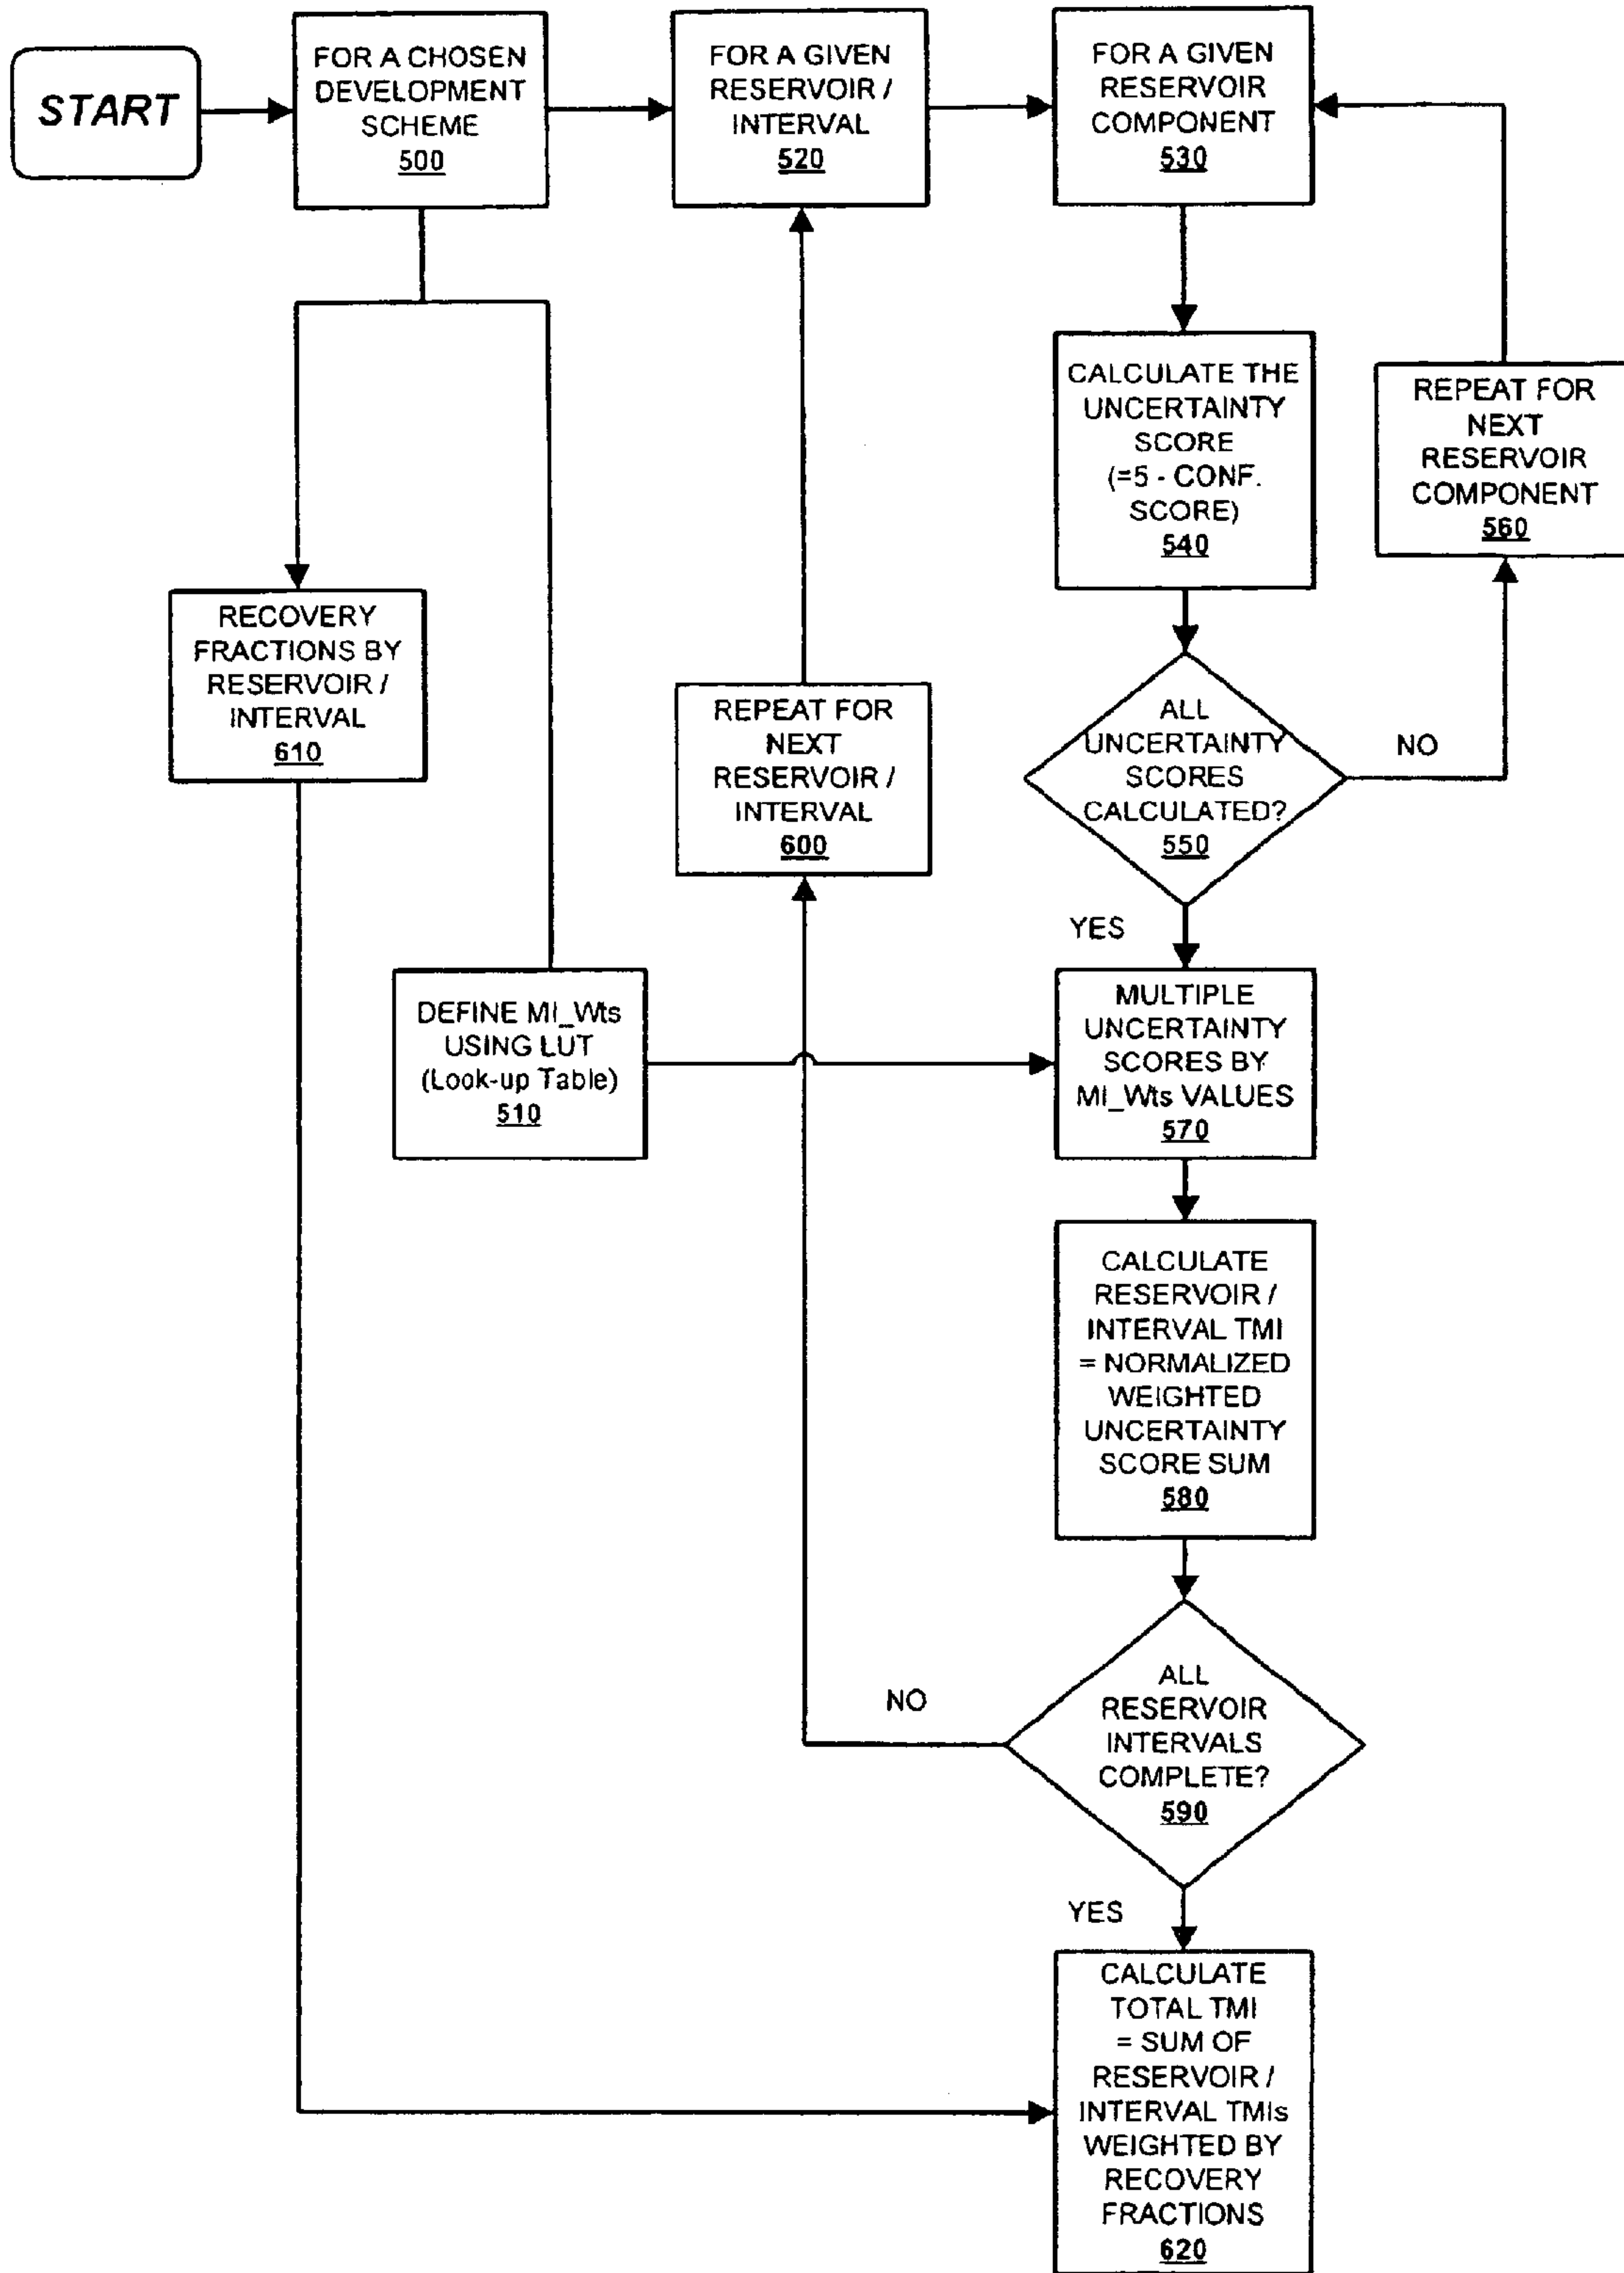 START
FOR A CHOSEN
DEVELOPMENT
SCHEME
500
FOR A GIVEN
RESERVOIR /
INTERVAL
520
FOR A GIVEN
RESERVOIR
COMPONENT
530
CALCULATE THE
UNCERTAINTY
SCORE
(=5 - CONF.
SCORE)
540
REPEAT FOR
NEXT
RESERVOIR
COMPONENT
560
RECOVERY
FRACTIONS BY
RESERVOIR /
INTERVAL
610
REPEAT FOR
NEXT
RESERVOIR /
INTERVAL
600
ALL
UNCERTAINTY
SCORES
CALCULATED?
550
NO
YES
DEFINE MI_Wts
USING LUT
(Look-up Table)
510
MULTIPLE
UNCERTAINTY
SCORES BY
MI_Wts VALUES
570
CALCULATE
RESERVOIR /
INTERVAL TMI
= NORMALIZED
WEIGHTED
UNCERTAINTY
SCORE SUM
580
NO
ALL
RESERVOIR
INTERVALS
COMPLETE?
590
YES
CALCULATE
TOTAL TMI
= SUM OF
RESERVOIR /
INTERVAL TMIs
WEIGHTED BY
RECOVERY
FRACTIONS
620